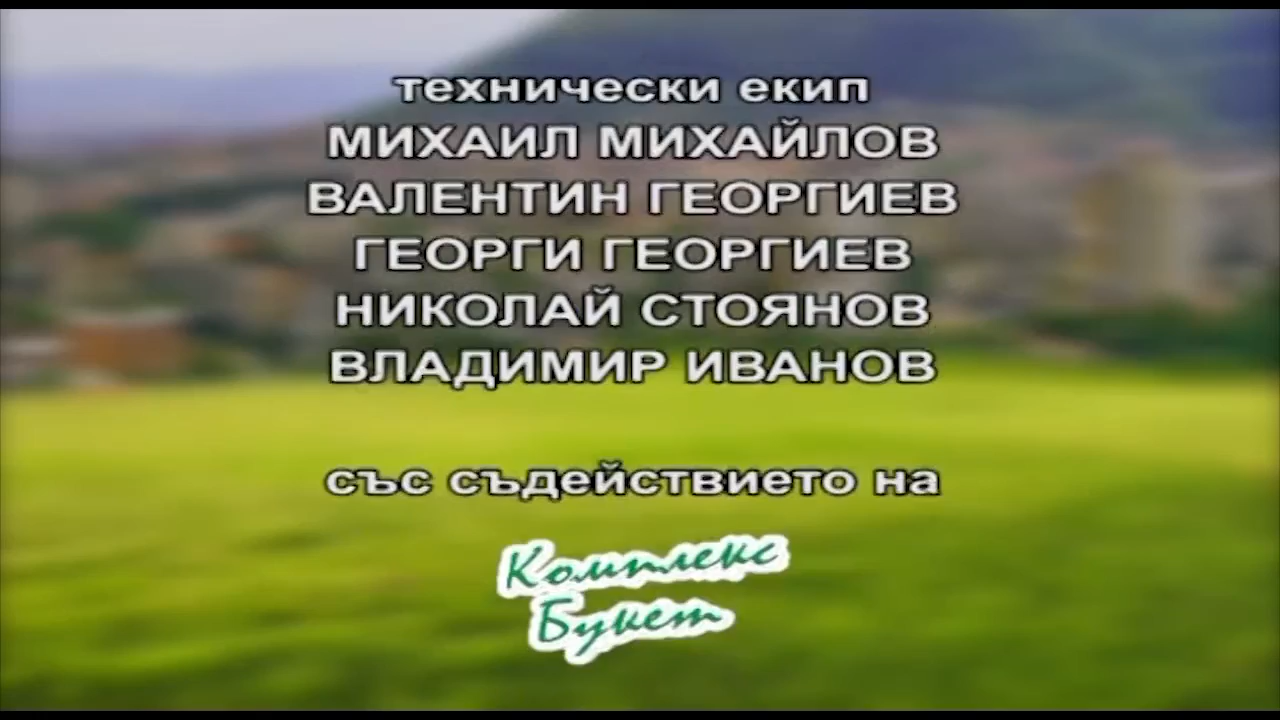 технически екип
МИХАИЛ МИХАЙЛОВ
ВАЛЕНТИН ГЕОРГИЕВ
ГЕОРГИ ГЕОРГИЕВ
НИКОЛАЙ СТОЯНОВ
ВЛАДИМИР ИВАНОВ
със съдействието на
Комплекс
Букет